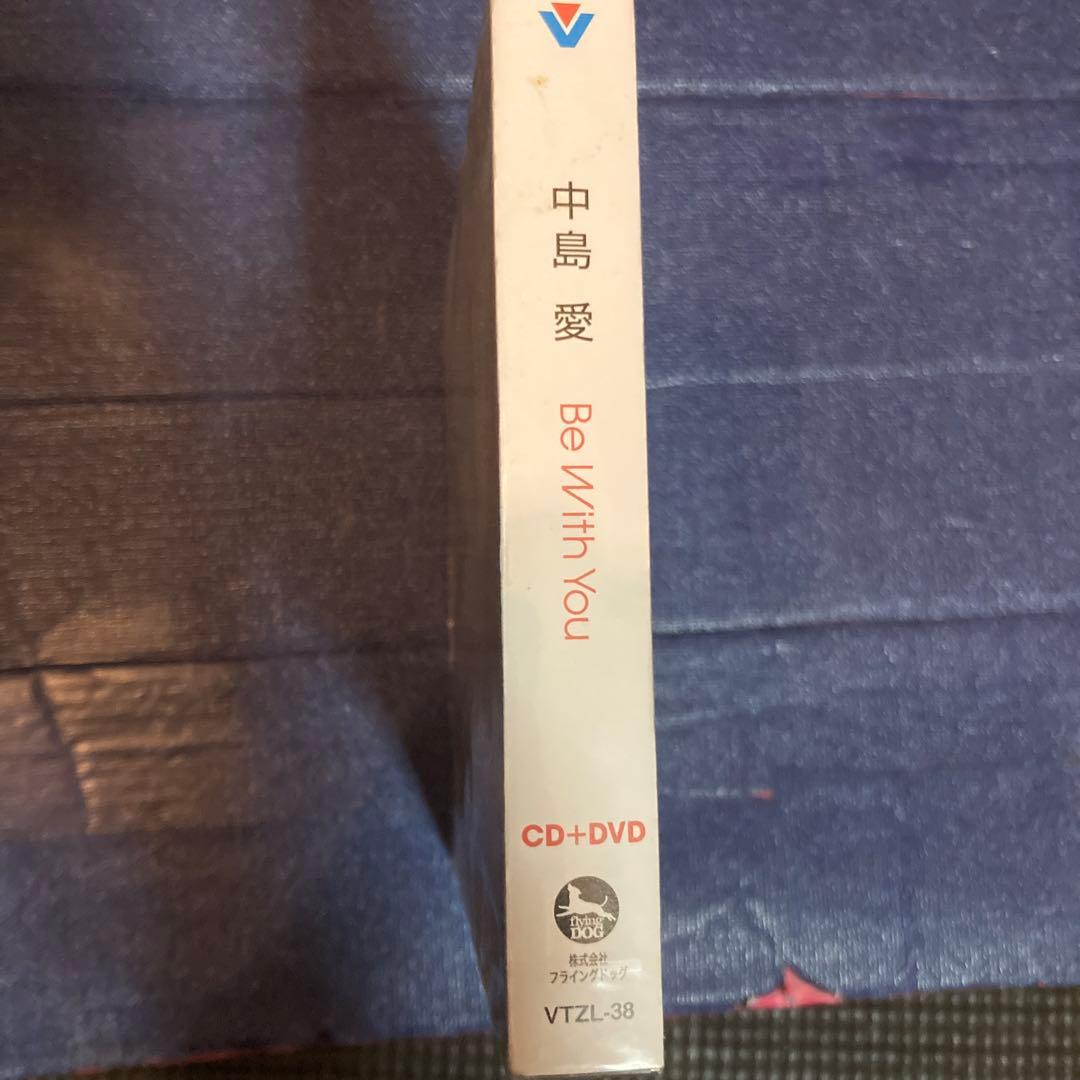 中島 愛
Be With You
CD+DVD
flying
DOG
株式会社
フライングドッグ
VTZL-38